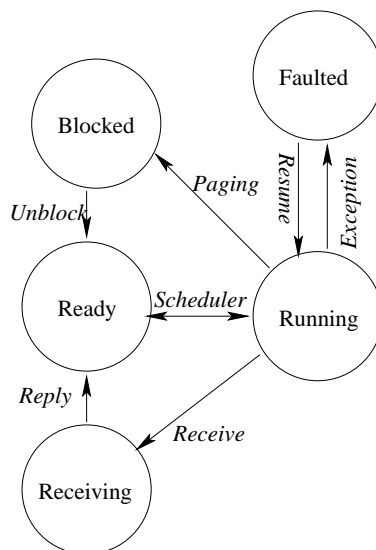 Faulted
Blocked
Paging
Resume
Exception
Unblock
Ready
Scheduler
Running
Reply
Receive
Receiving